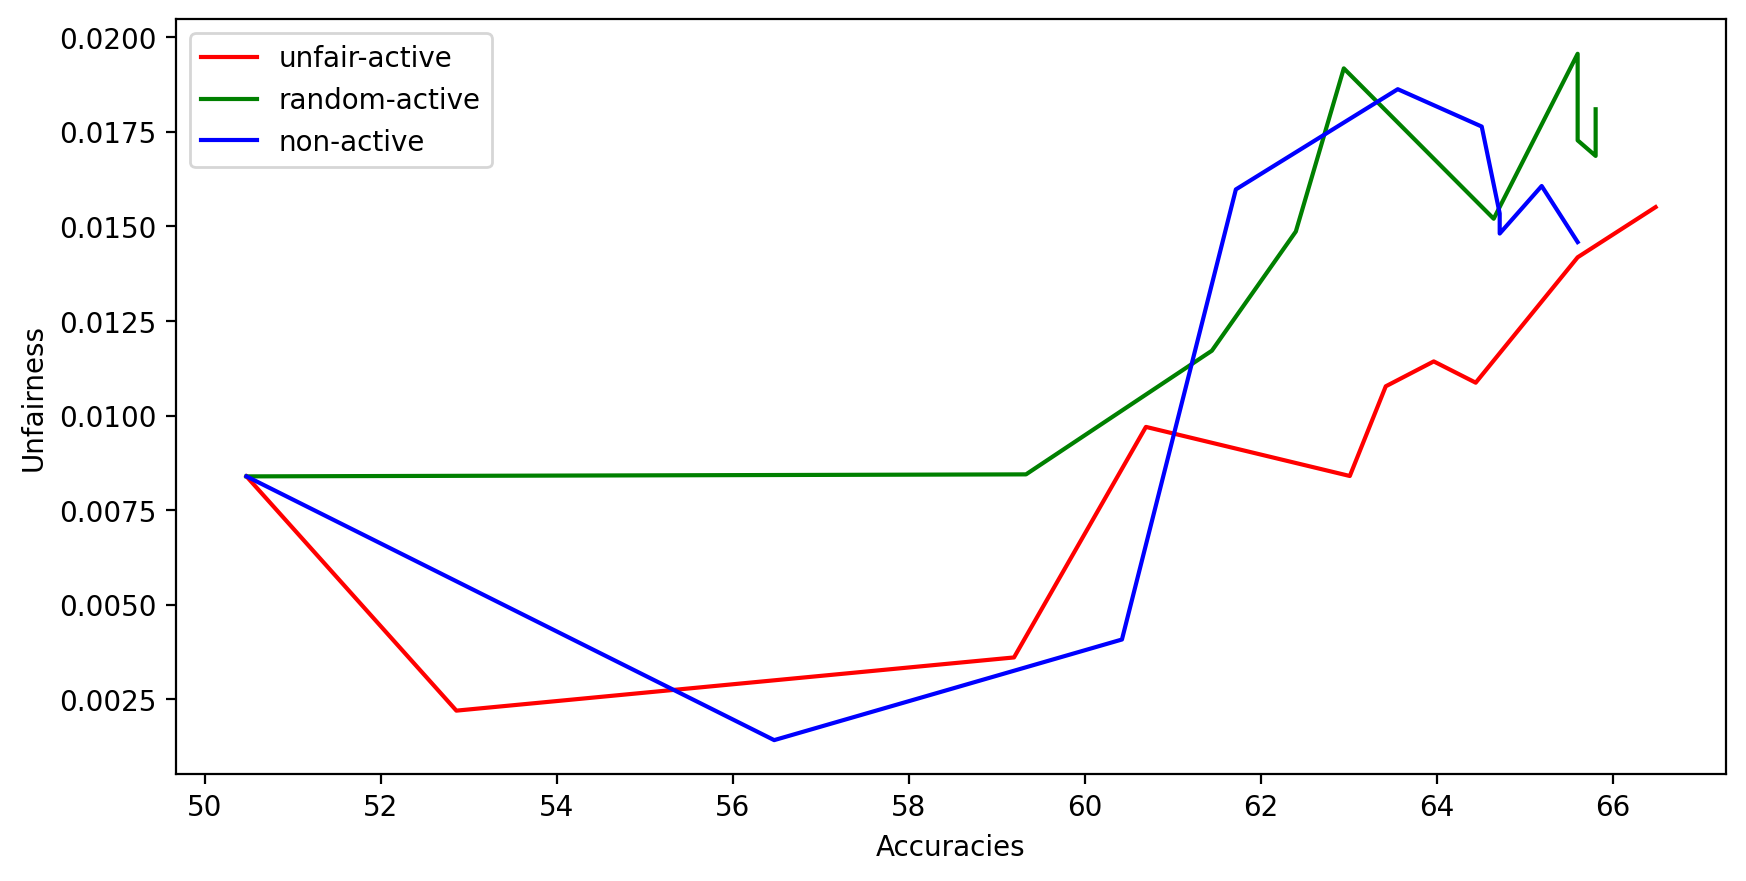 unfair-active
random-active
non-active
0.0200
0.0175
0.0150
0.0125
0.0100
0.0075
0.0050
0.0025
Unfairness
50 52 54 56 58 60 62 64 66
Accuracies